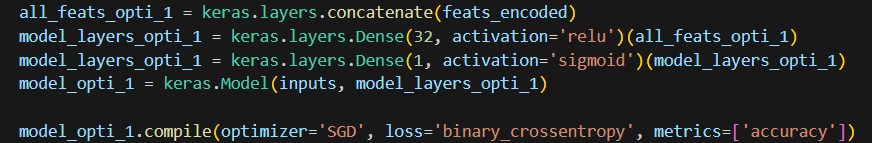 all_feats_opti_1 = keras.layers.concatenate(feats_encoded)
model_layers_opti_1 = keras.layers.Dense(32, activation='relu')(all_feats_opti_1)
model_layers_opti_1 = keras.layers.Dense(1, activation='sigmoid')(model_layers_opti_1)
model_opti_1 = keras.Model(inputs, model_layers_opti_1)
model_opti_1.compile(optimizer='SGD', loss='binary_crossentropy', metrics=['accuracy'])